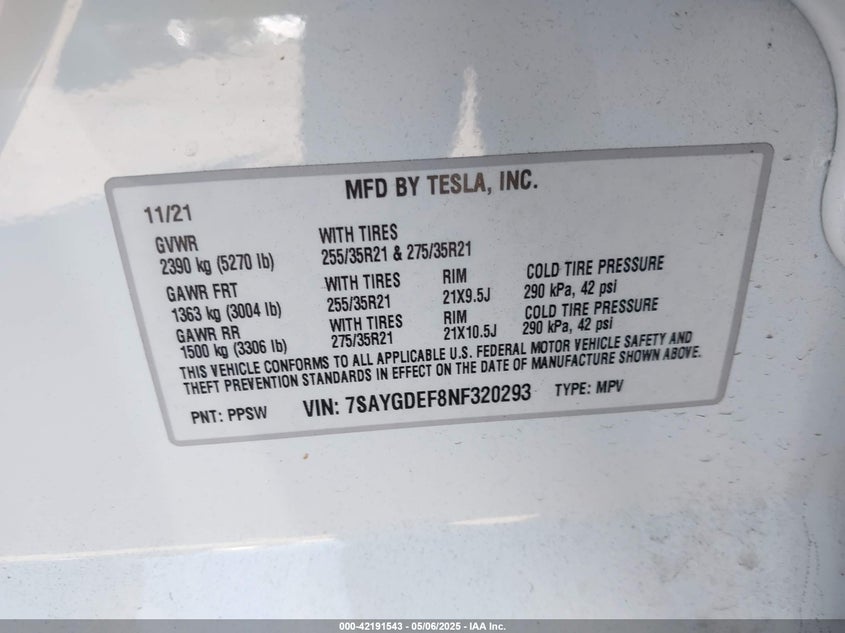 MFD BY TESLA, INC.
11/21
GVWR
2390 kg (5270 lb)
WITH TIRES
255/35R21 & 275/35R21
GAWR FRT
1363 kg (3004 lb)
WITH TIRES
255/35R21
RIM
21X9.5J
COLD TIRE PRESSURE
290 kPa, 42 psi
GAWR RR
1500 kg (3306 lb)
WITH TIRES
275/35R21
RIM
21X10.5J
COLD TIRE PRESSURE
290 kPa, 42 psi
THIS VEHICLE CONFORMS TO ALL APPLICABLE U.S. FEDERAL MOTOR VEHICLE SAFETY AND
THEFT PREVENTION STANDARDS IN EFFECT ON THE DATE OF MANUFACTURE SHOWN ABOVE.
PNT: PPSW VIN: 7SAYGDEF8NF320293 TYPE: MPV
000-42191543 - 05/06/2025 - IAA Inc.